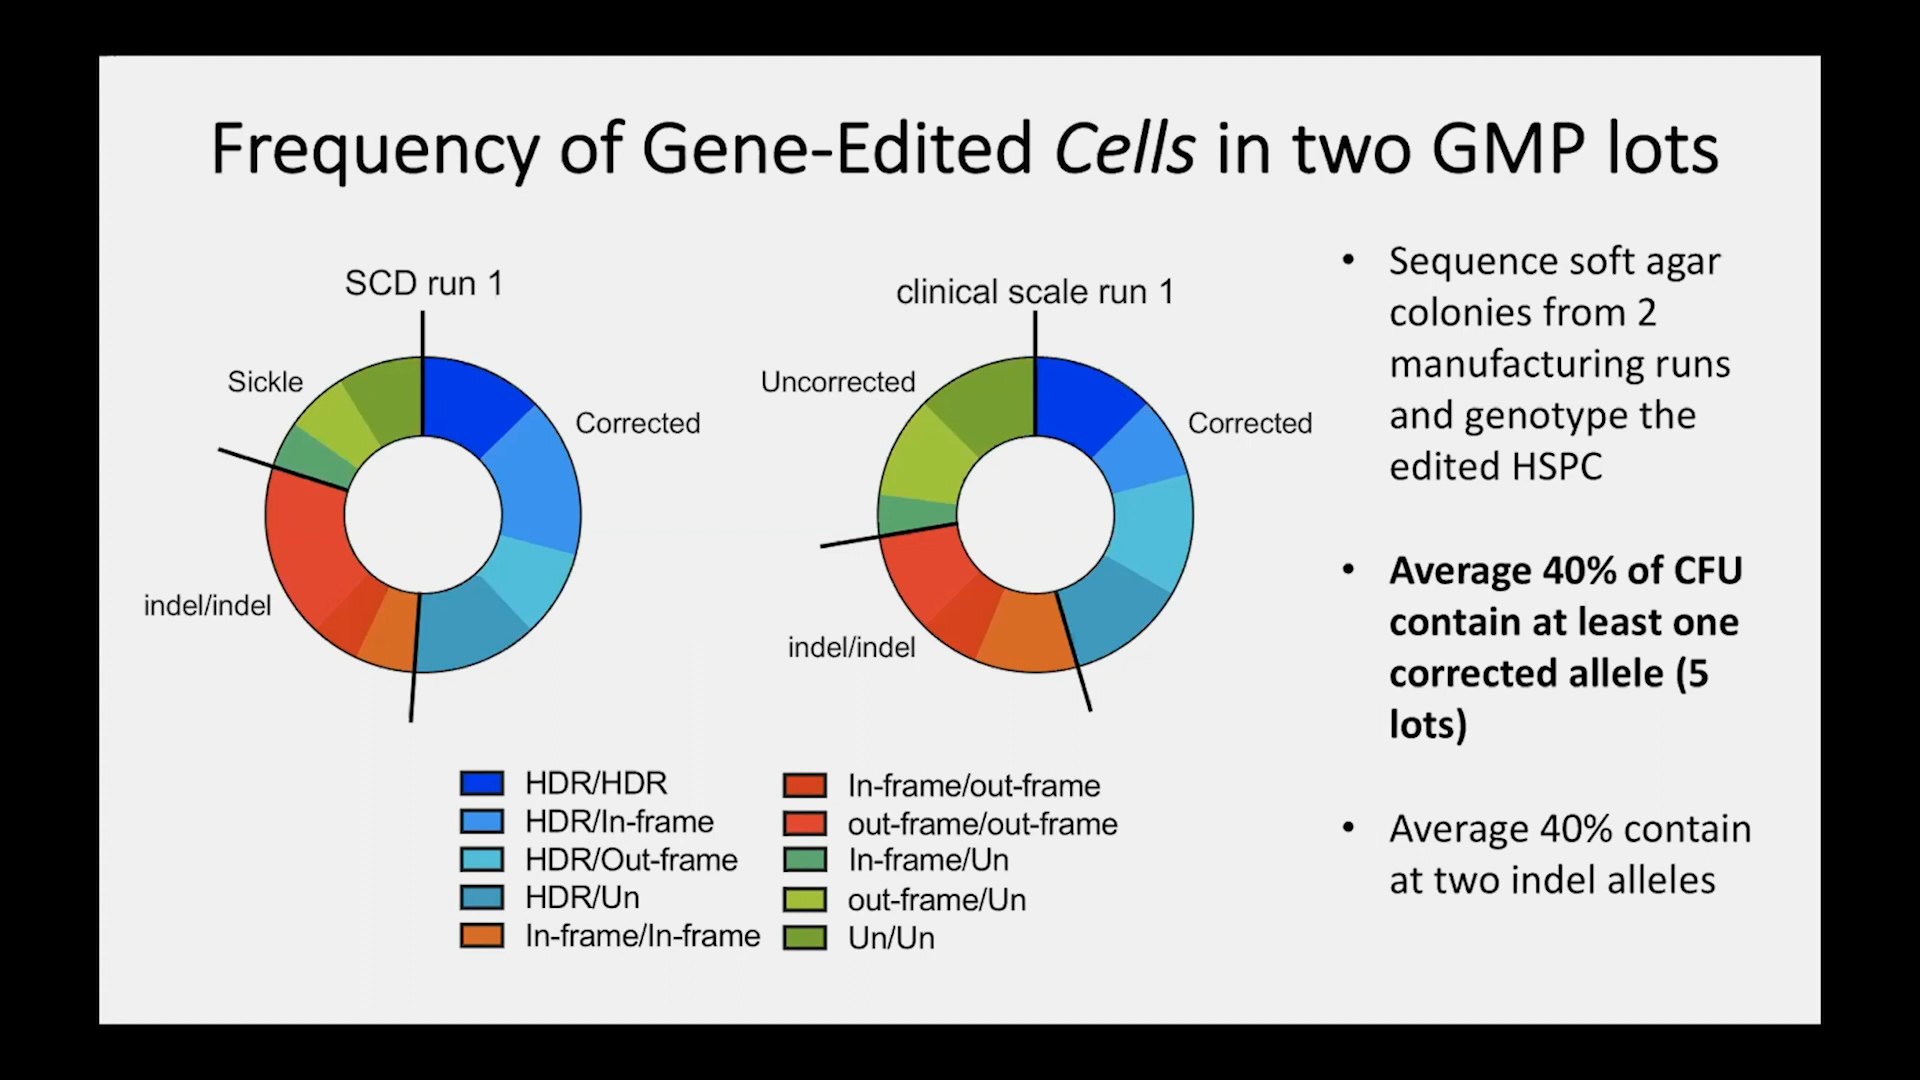 Frequency of Gene-Edited Cells in two GMP lots
SCD run 1
Sickle
Corrected
indel/indel
clinical scale run 1
Uncorrected
Corrected
indel/indel
HDR/HDR
HDR/In-frame
HDR/Out-frame
HDR/Un
In-frame/In-frame
In-frame/out-frame
out-frame/out-frame
In-frame/Un
out-frame/Un
Un/Un
• Sequence soft agar
colonies from 2
manufacturing runs
and genotype the
edited HSPC
• Average 40% of CFU
contain at least one
corrected allele (5
lots)
• Average 40% contain
at two indel alleles